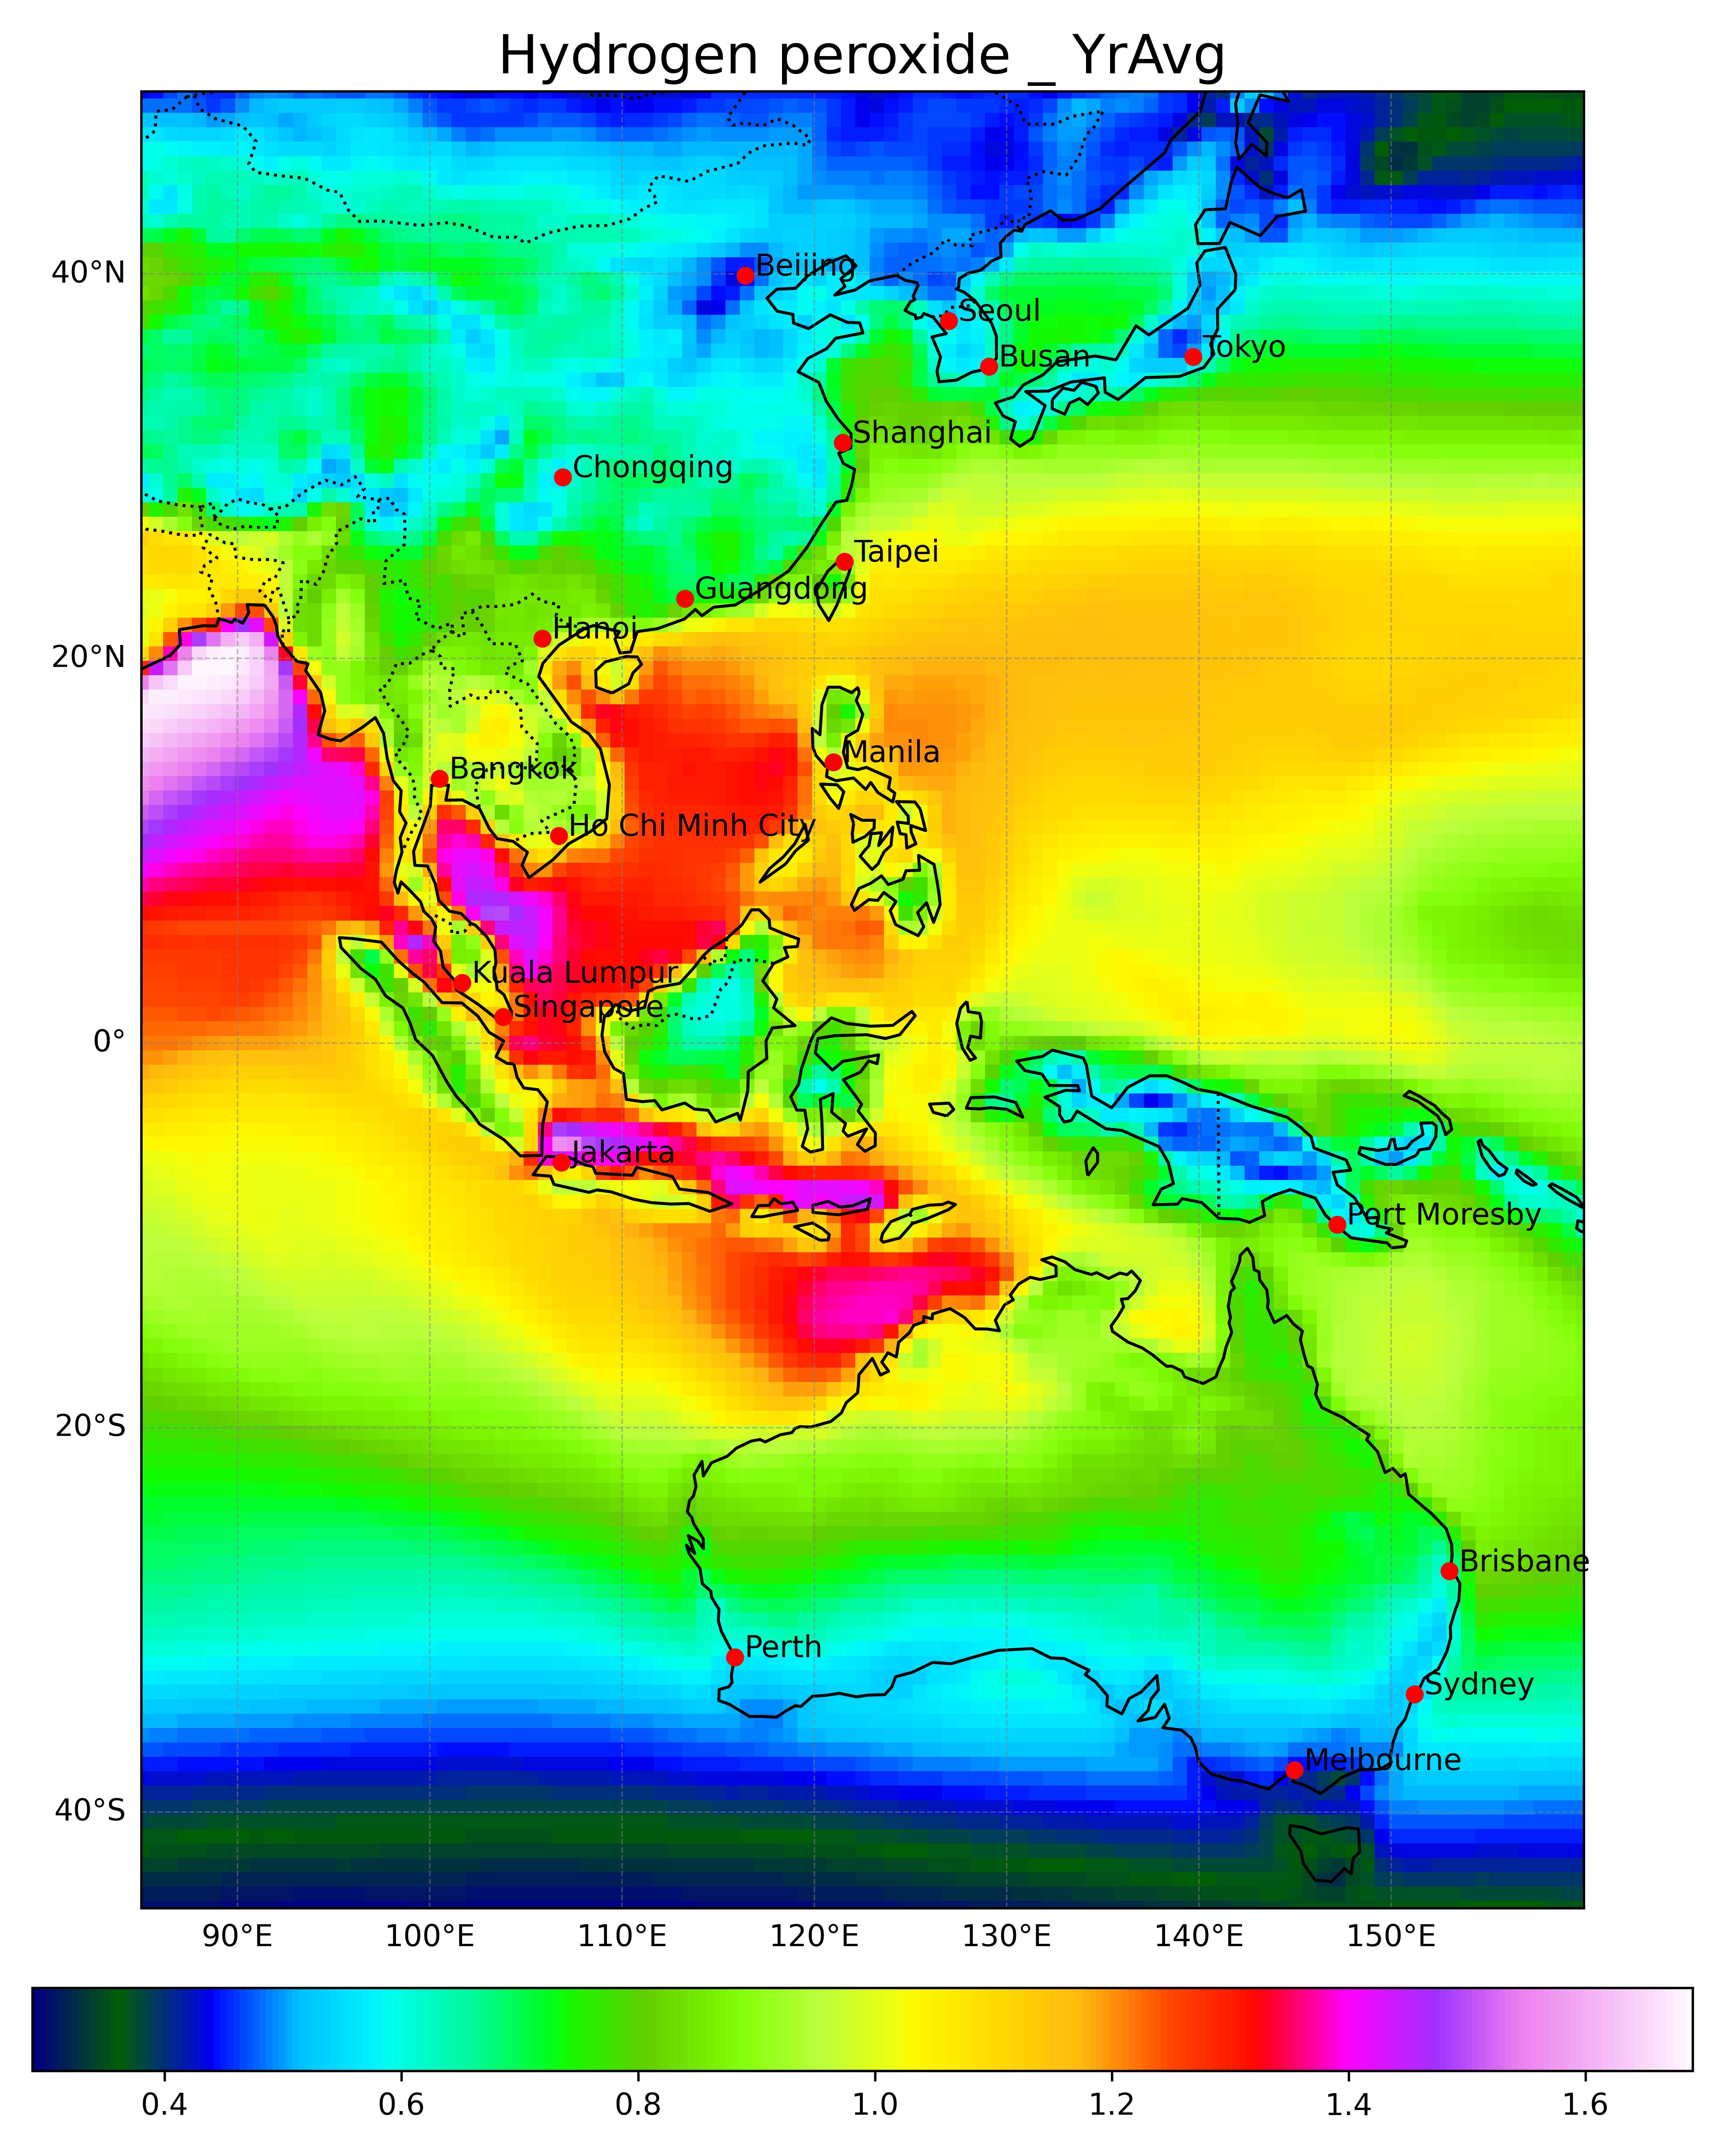 Hydrogen peroxide _ YrAvg
40°N
Beijing
Seoul
Tokyo
Busan
Shanghai
Chongqing
Taipei
Guangdong
Hanoi
20°N
Manila
Bangkok
Ho Chi Minh City
Kuala Lumpur
Singapore
0°
Jakarta
Port Moresby
20°S
Brisbane
Perth
Sydney
Melbourne
40°S
90°E 100°E 110°E 120°E 130°E 140°E 150°E
0.4 0.6 0.8 1.0 1.2 1.4 1.6